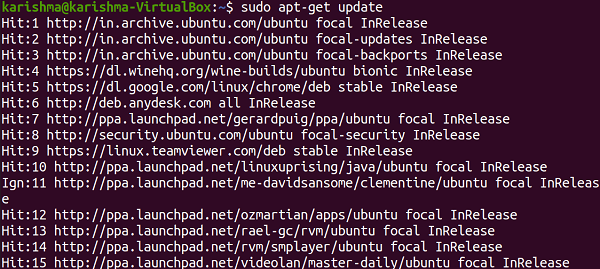 karishma@karishma-VirtualBox:~$ sudo apt-get update
Hit:1 http://in.archive.ubuntu.com/ubuntu focal InRelease
Hit:2 http://in.archive.ubuntu.com/ubuntu focal-updates InRelease
Hit:3 http://in.archive.ubuntu.com/ubuntu focal-backports InRelease
Hit:4 https://dl.winehq.org/wine-builds/ubuntu bionic InRelease
Hit:5 https://dl.google.com/linux/chrome/deb stable InRelease
Hit:6 http://deb.anydesk.com all InRelease
Hit:7 http://ppa.launchpad.net/gerardpuig/ppa/ubuntu focal InRelease
Hit:8 http://security.ubuntu.com/ubuntu focal-security InRelease
Hit:9 https://linux.teamviewer.com/deb stable InRelease
Hit:10 http://ppa.launchpad.net/linuxuprising/java/ubuntu focal InRelease
Ign:11 http://ppa.launchpad.net/me-davidsansome/clementine/ubuntu focal InReleas
e
Hit:12 http://ppa.launchpad.net/ozmartian/apps/ubuntu focal InRelease
Hit:13 http://ppa.launchpad.net/rael-gc/rvm/ubuntu focal InRelease
Hit:14 http://ppa.launchpad.net/rvm/smplayer/ubuntu focal InRelease
Hit:15 http://ppa.launchpad.net/videolan/master-daily/ubuntu focal InRelease